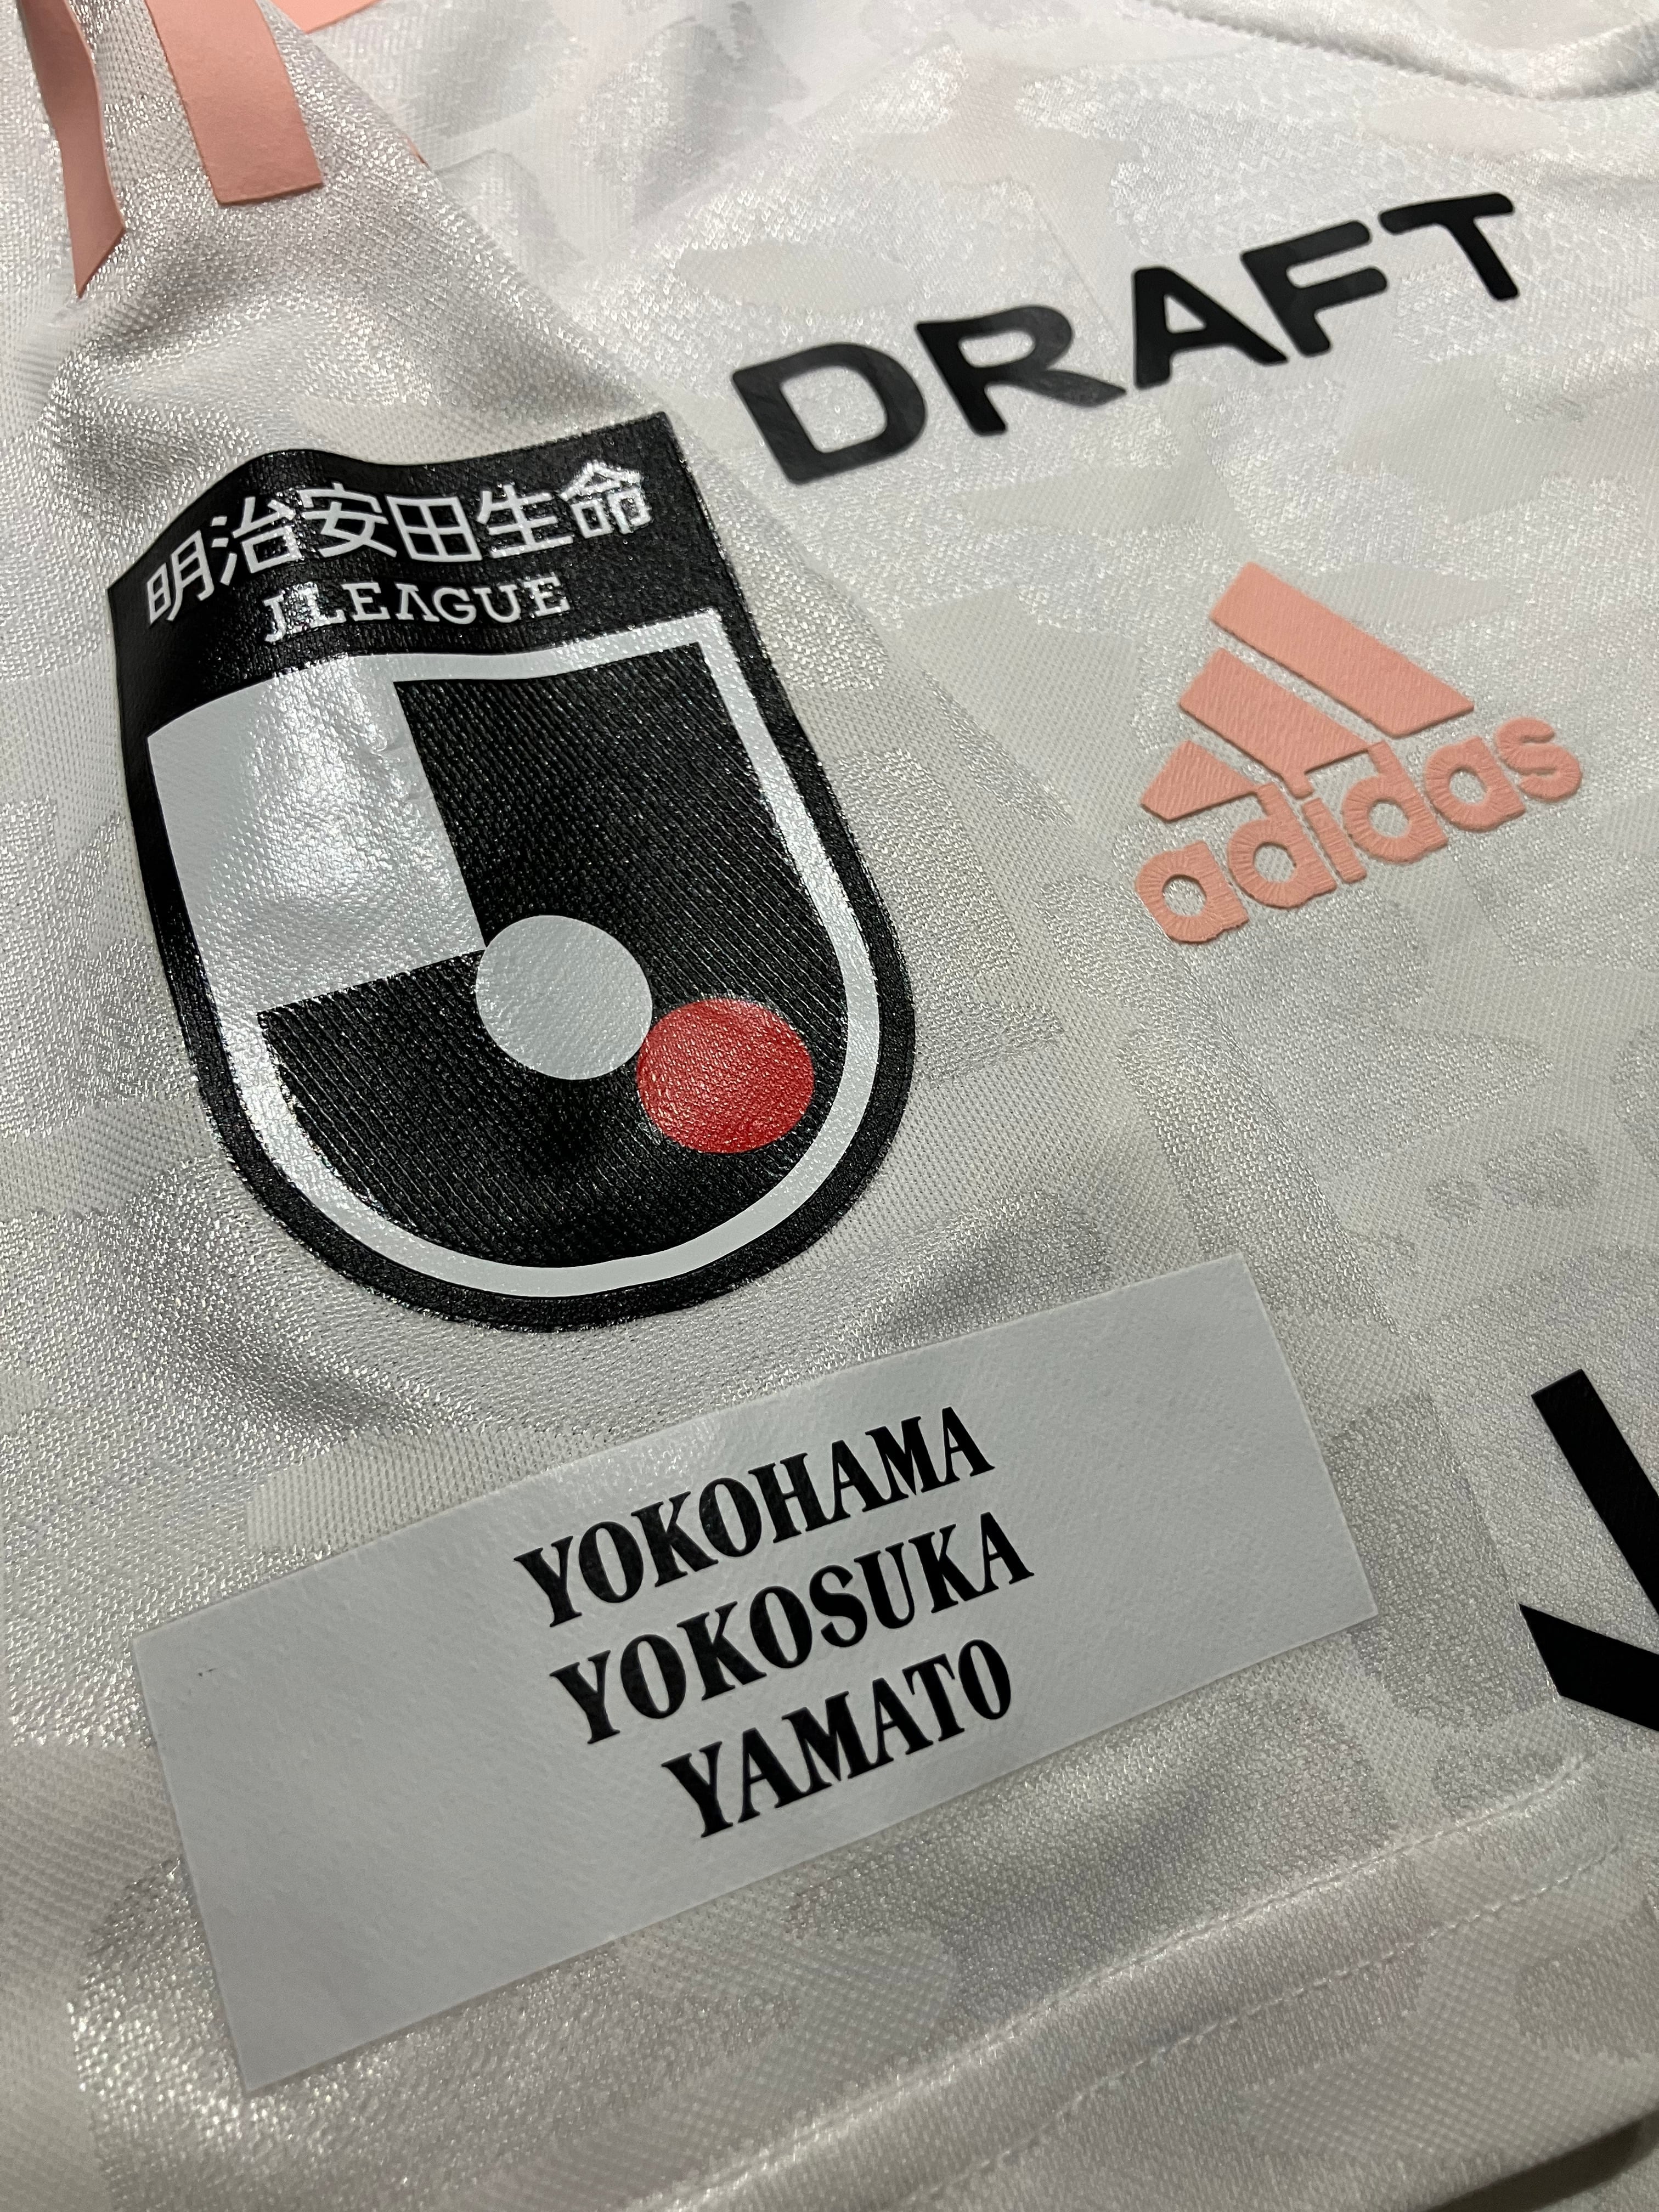 DRAFT
明治安田生命
J.LEAGUE
adidas
YOKOHAMA
YOKOSUKA
YAMATO